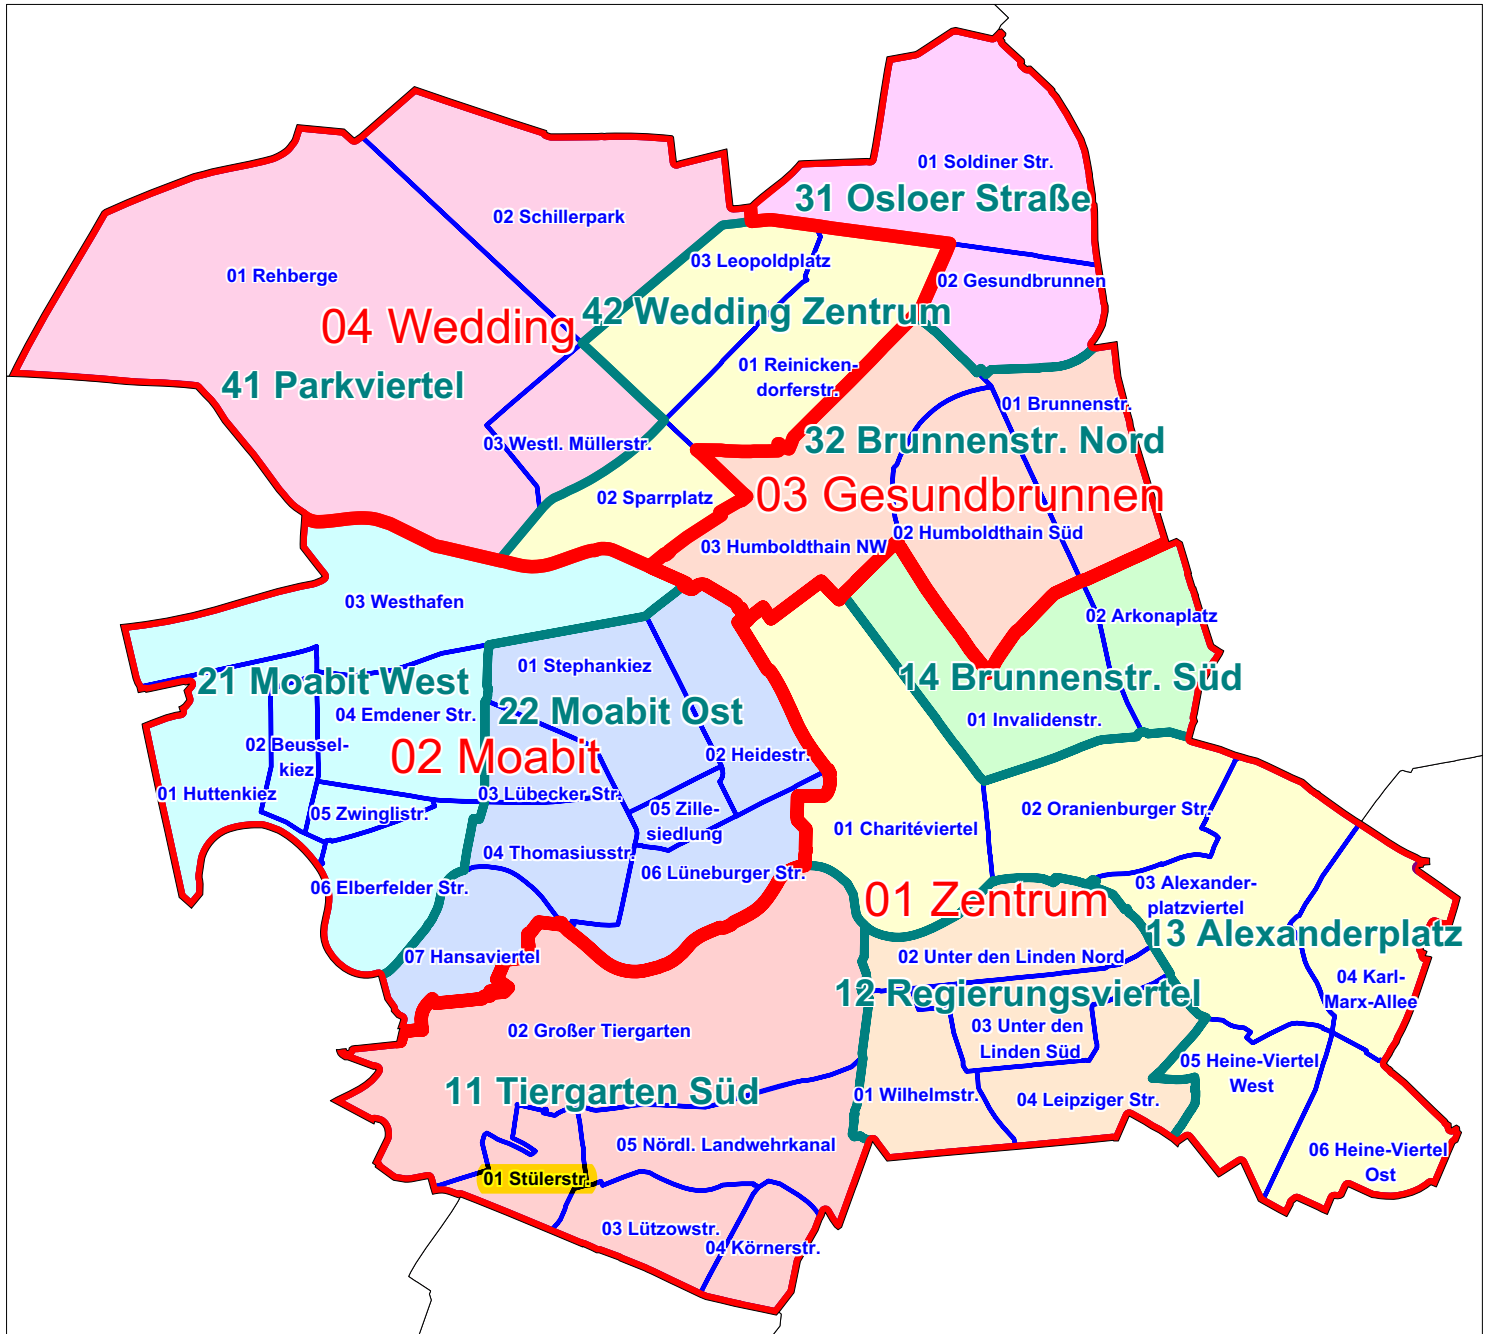 01 Soldiner Str.
31 Osloer Straße
02 Schillerpark
03 Leopoldplatz
01 Rehberge
02 Gesundbrunnen
04 Wedding
42 Wedding Zentrum
01 Reinicken-
dorferstr.
41 Parkviertel
01 Brunnenstr.
03 Westl. Müllerstr.
32 Brunnenstr. Nord
02 Sparrplatz
03 Gesundbrunnen
02 Humboldthain Süd
03 Humboldthain NW
03 Westhafen
02 Arkonaplatz
01 Stephankiez
21 Moabit West
14 Brunnenstr. Süd
04 Emdener Str.
22 Moabit Ost
01 Invalidenstr.
02 Beussel-
kiez
02 Moabit
02 Heidestr.
01 Huttenkiez
03 Lübecker Str.
05 Zwinglistr.
05 Zille-
siedlung
02 Oranienburger Str.
01 Charitéviertel
04 Thomasiusstr.
06 Lüneburger Str.
06 Elberfelder Str.
03 Alexander-
platzviertel
01 Zentrum
13 Alexanderplatz
07 Hansaviertel
02 Unter den Linden Nord
04 Karl-
Marx-Allee
12 Regierungsviertel
02 Großer Tiergarten
03 Unter den
Linden Süd
05 Heine-Viertel
West
11 Tiergarten Süd
01 Wilhelmstr.
04 Leipziger Str.
05 Nördl. Landwehrkanal
06 Heine-Viertel
Ost
01 Stülerstr.
03 Lützowstr.
04 Körnerstr.